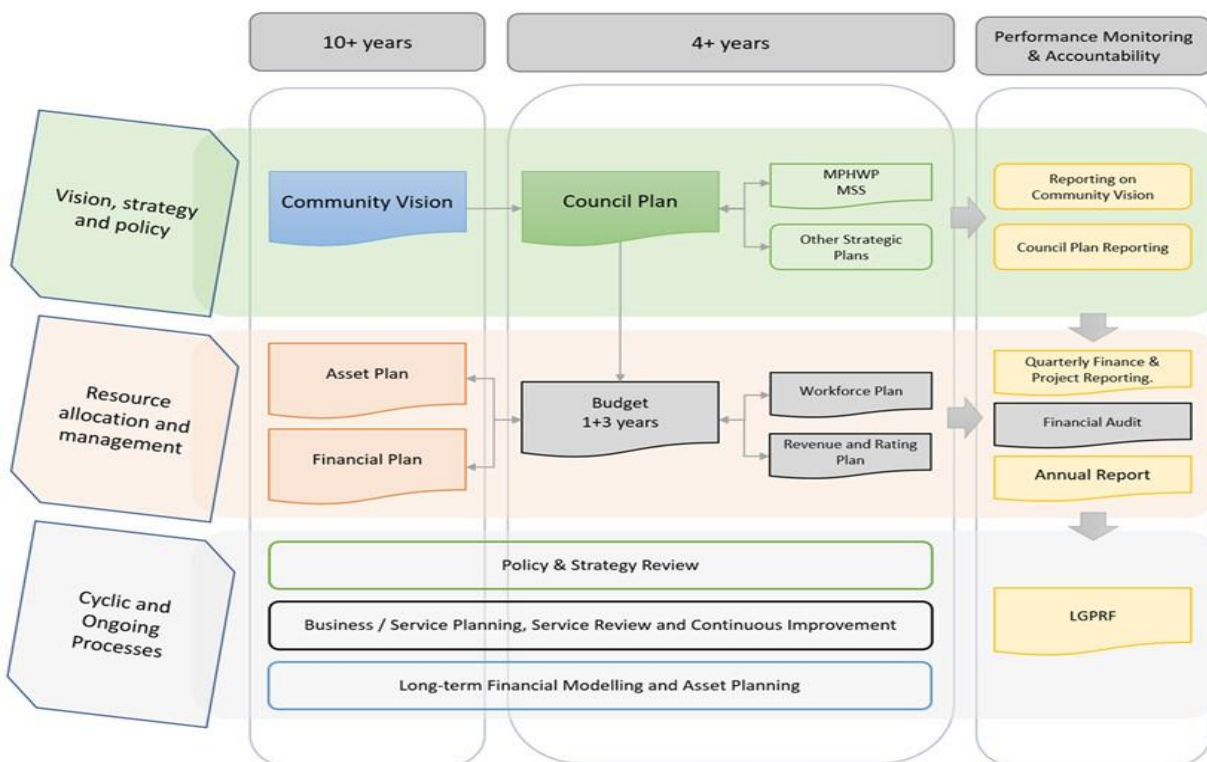 10+ years
4+ years
Performance Monitoring
& Accountability
Vision, strategy
and policy
Community Vision
Council Plan
MPHWP
MSS
Other Strategic
Plans
Reporting on
Community Vision
Council Plan Reporting
Resource
allocation and
management
Asset Plan
Financial Plan
Budget
1+3 years
Workforce Plan
Revenue and Rating
Plan
Quarterly Finance &
Project Reporting.
Financial Audit
Annual Report
Cyclic and
Ongoing
Processes
Policy & Strategy Review
Business / Service Planning, Service Review and Continuous Improvement
Long-term Financial Modelling and Asset Planning
LGPRF